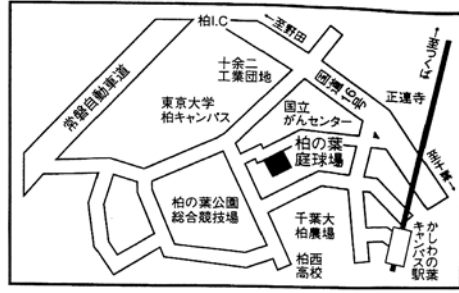 柏I.C
←至野田
十余二
工業団地
国道16号
←至つくば
正連寺
常磐自動車道
東京大学
柏キャンパス
国立
がんセンター
柏の葉
庭球場
至千葉→
柏の葉公園
総合競技場
千葉大
柏農場
柏西
高校
かしわの葉
キャンパス駅